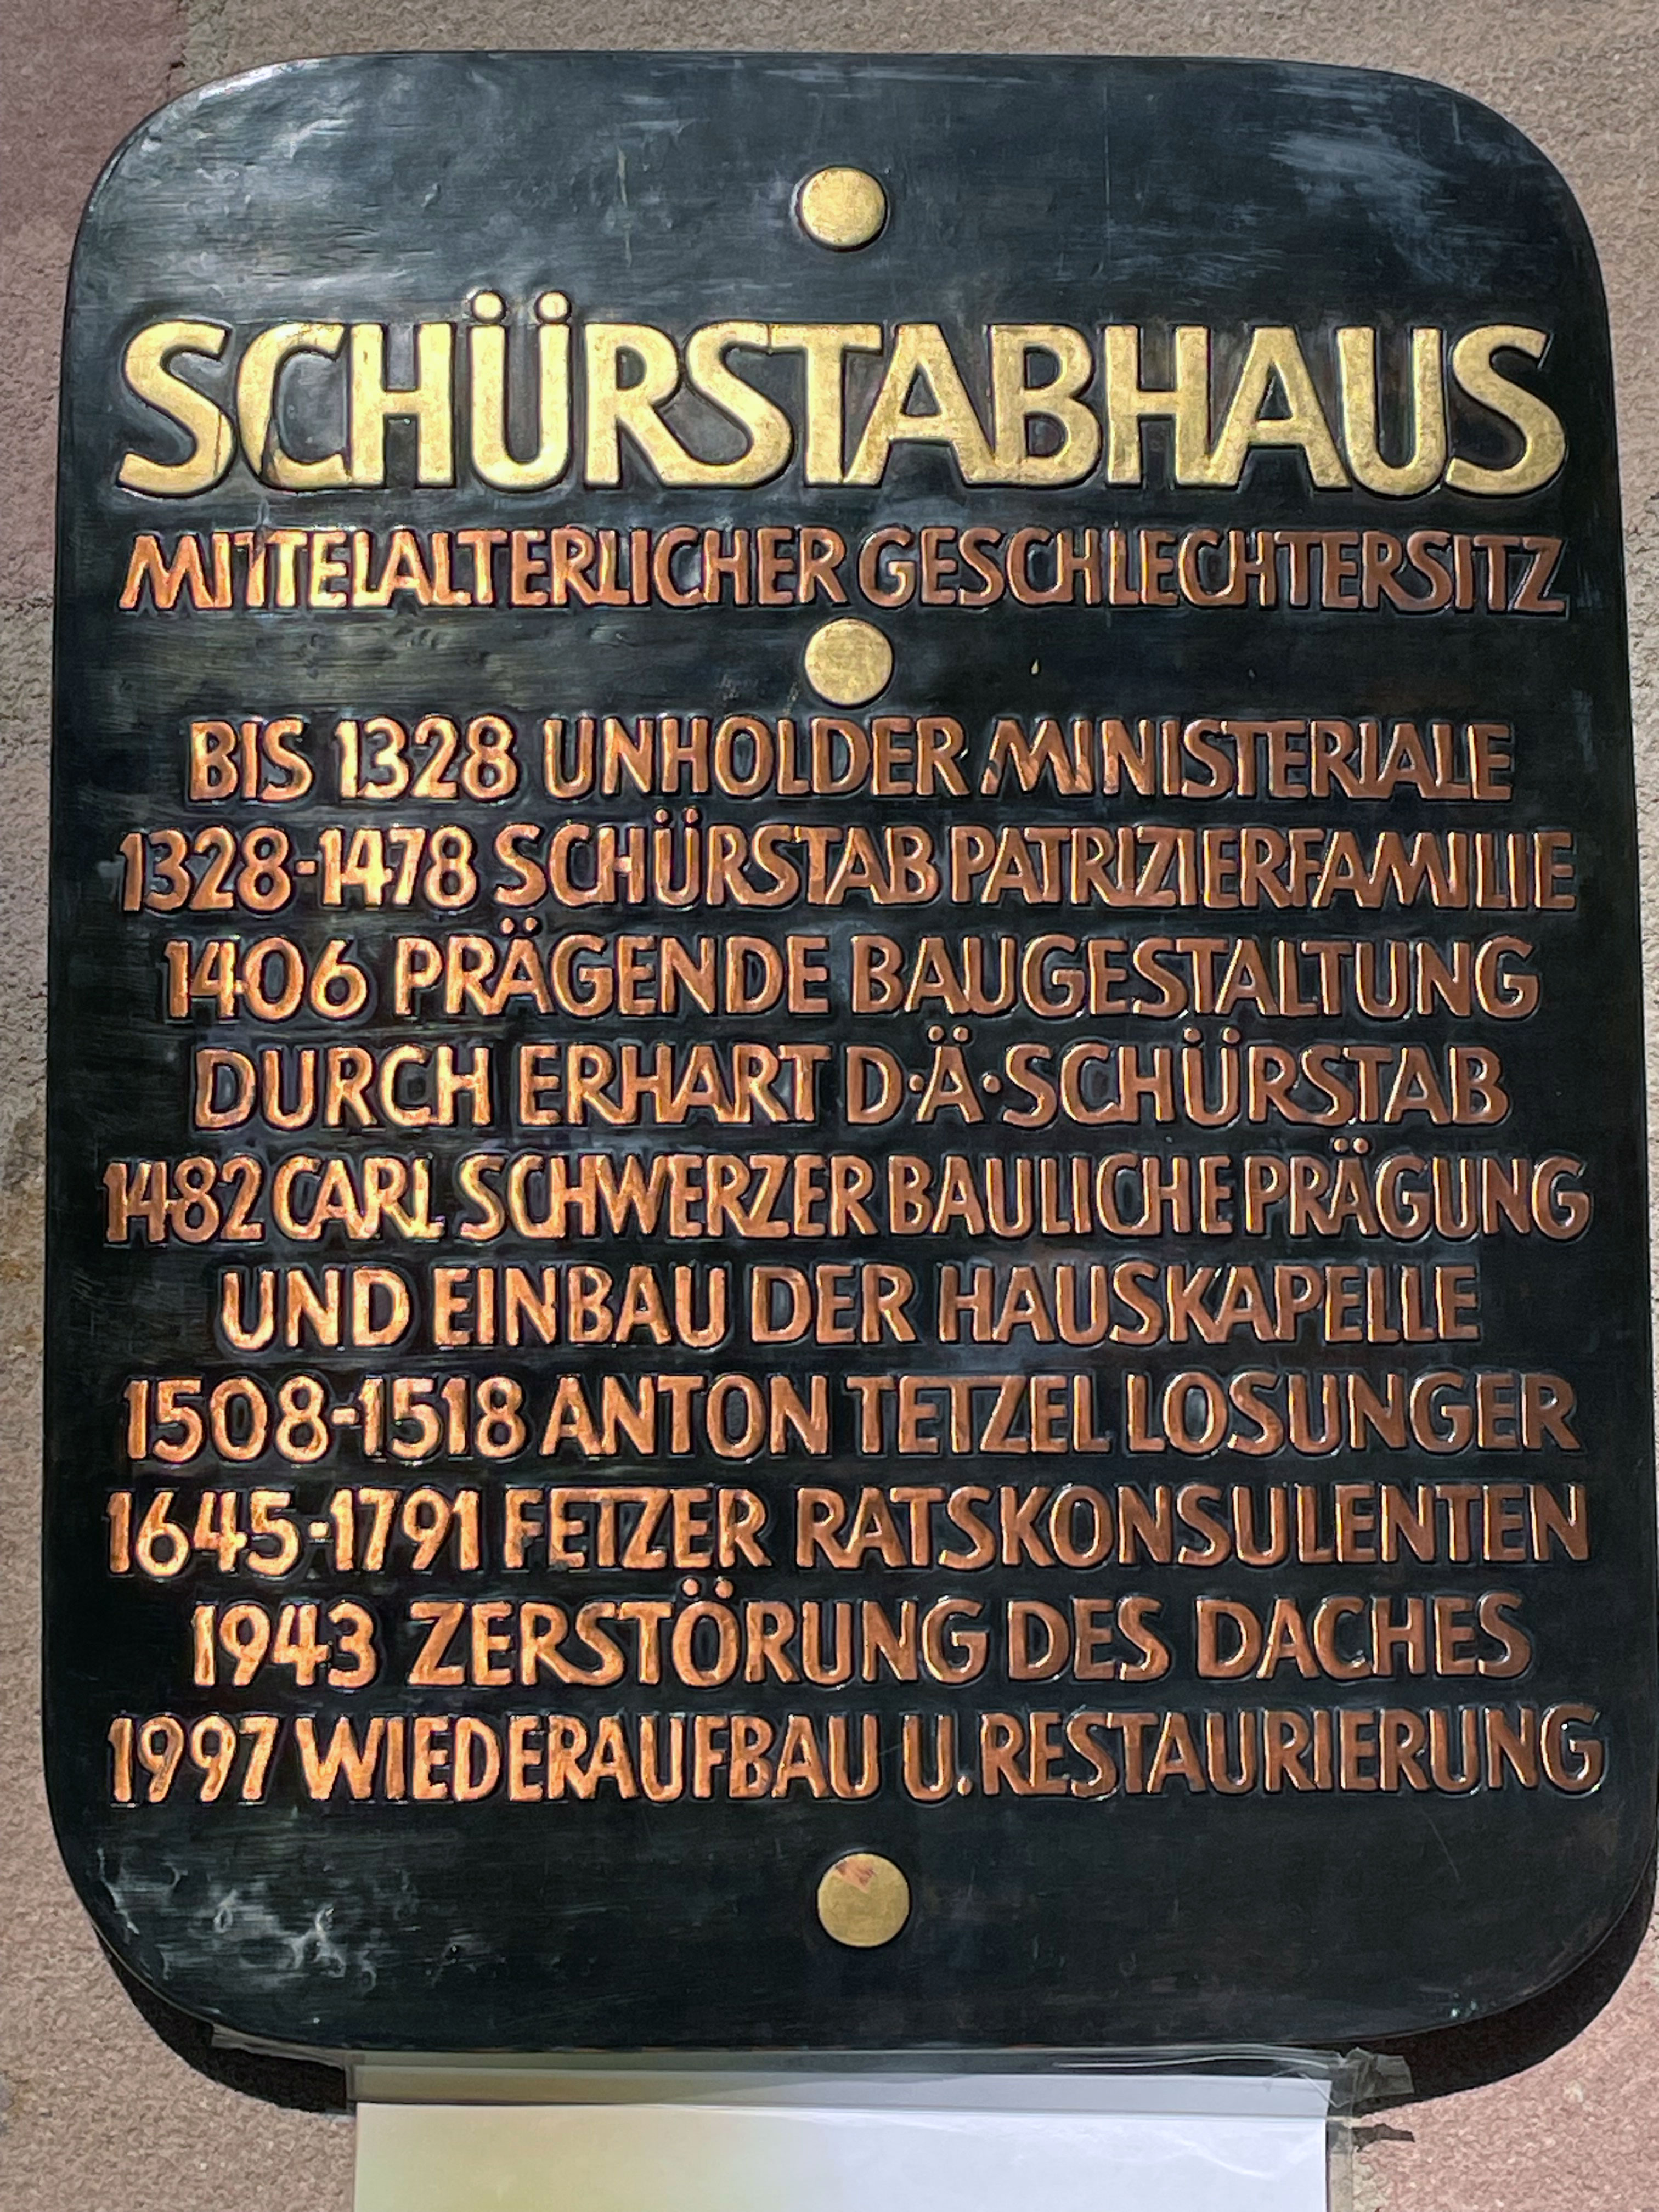 SCHÜRSTABHAUS
MITTELALTERLICHER GESCHLECHTERSITZ
BIS 1328 UNHOLDER MINISTERIALE
1328-1478 SCHÜRSTAB PATRIZIERFAMILIE
1406 PRÄGENDE BAUGESTALTUNG
DURCH ERHART D·Ä·SCHÜRSTAB
1482 CARL SCHWERZER BAULICHE PRÄGUNG
UND EINBAU DER HAUSKAPELLE
1508-1518 ANTON TETZEL LOSUNGER
1645-1791 FETZER RATSKONSULENTEN
1943 ZERSTÖRUNG DES DACHES
1997 WIEDERAUFBAU U. RESTAURIERUNG